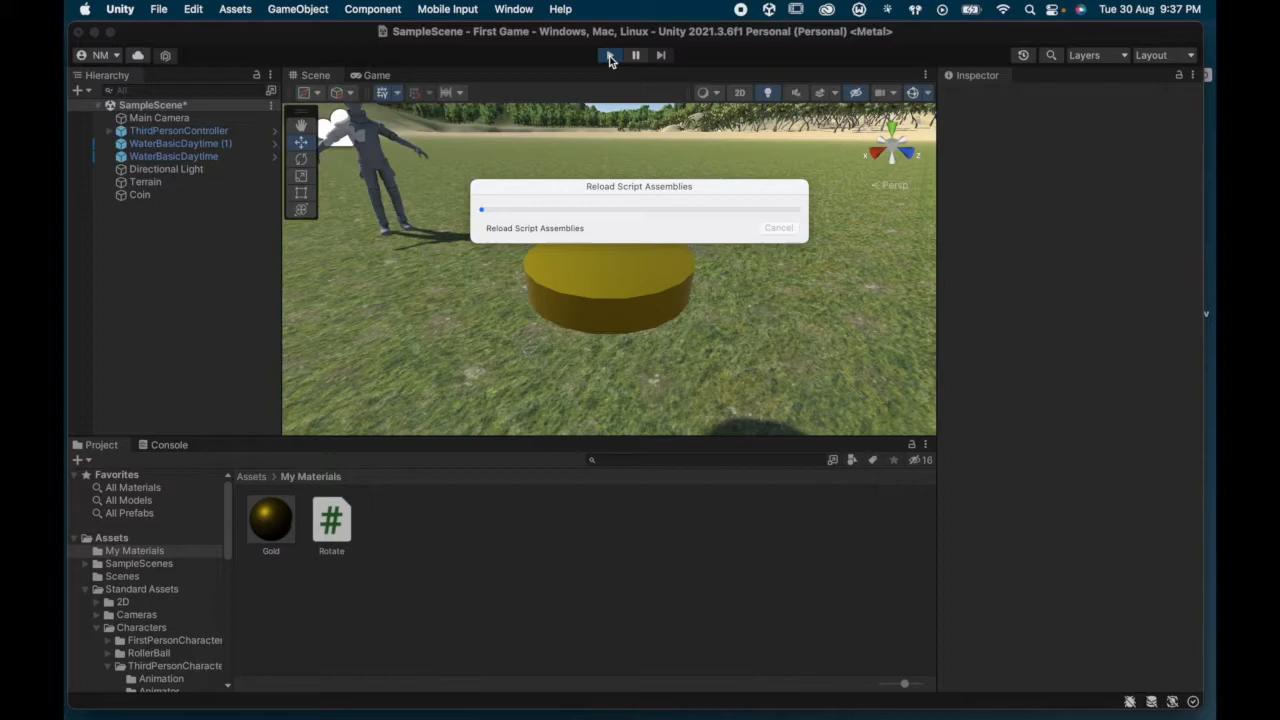 Unity File Edit Assets GameObject Component Mobile Input Window Help Tue 30 Aug 9:37 PM
SampleScene - First Game - Windows, Mac, Linux - Unity 2021.3.6f1 Personal (Personal) <Metal>
NM Layers Layout
Hierarchy Scene Game Inspector
All
2D
SampleScene*
Main Camera
ThirdPersonController
WaterBasicDaytime (1)
WaterBasicDaytime
Directional Light
Terrain
Coin
x z
Persp
Reload Script Assemblies
Reload Script Assemblies Cancel
Project Console
16
Favorites
All Materials
All Models
All Prefabs
Assets
My Materials
SampleScenes
Scenes
Standard Assets
2D
Cameras
Characters
FirstPersonCharacter
RollerBall
ThirdPersonCharacte
Animation
Animator
Assets > My Materials
#
Gold Rotate